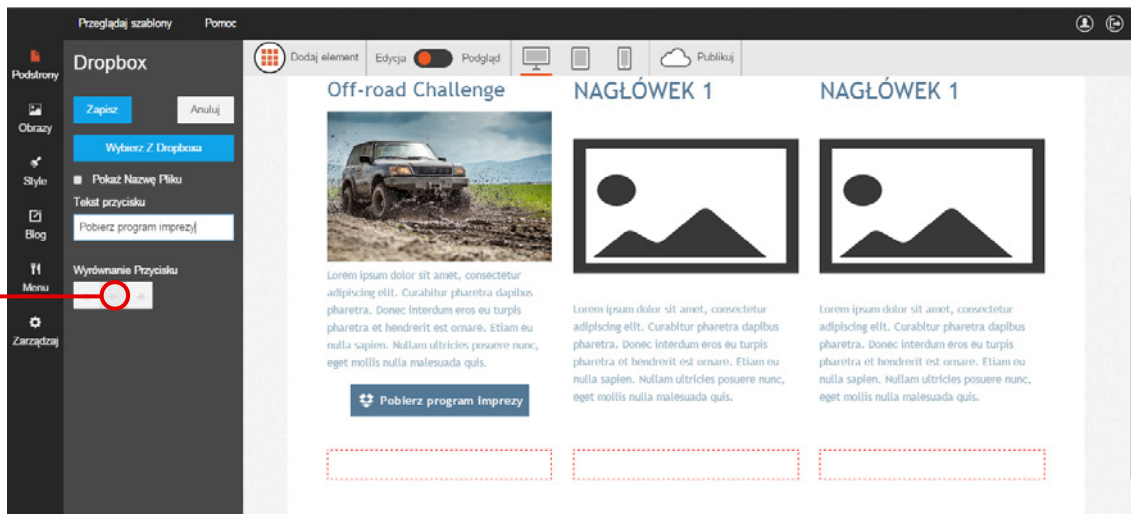 Przeglądaj szablony
Pomoc
Podstrony
Obrazy
Style
Blog
Menu
Zarządzaj
Dropbox
Zapisz
Anuluj
Wybierz Z Dropboxa
Pokaż Nazwę Pliku
Tekst przycisku
Pobierz program imprezy
Wyrównanie Przycisku
Dodaj element
Edycja
Podgląd
Publikuj
Off-road Challenge
Lorem ipsum dolor sit amet, consectetur
adipiscing elit. Curabitur pharetra dapibus
pharetra. Donec interdum eros eu turpis
pharetra et hendrerit est ornare. Etiam eu
nulla sapien. Nullam ultricies posuere nunc,
eget mollis nulla malesuada quis.
Pobierz program imprezy
NAGŁÓWEK 1
Lorem ipsum dolor sit amet, consectetur
adipiscing elit. Curabitur pharetra dapibus
pharetra. Donec interdum eros eu turpis
pharetra et hendrerit est ornare. Etiam eu
nulla sapien. Nullam ultricies posuere nunc,
eget mollis nulla malesuada quis.
NAGŁÓWEK 1
Lorem ipsum dolor sit amet, consectetur
adipiscing elit. Curabitur pharetra dapibus
pharetra. Donec interdum eros eu turpis
pharetra et hendrerit est ornare. Etiam eu
nulla sapien. Nullam ultricies posuere nunc,
eget mollis nulla malesuada quis.